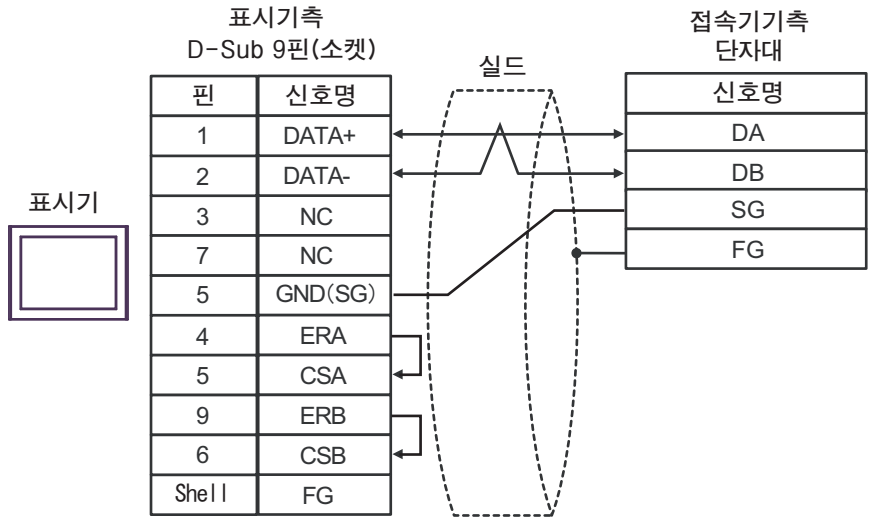 표시기측
D-Sub 9핀(소켓)
접속기기측
단자대
실드
표시기
핀 신호명
1 DATA+
2 DATA-
3 NC
7 NC
5 GND(SG)
4 ERA
5 CSA
9 ERB
6 CSB
Shell FG
신호명
DA
DB
SG
FG